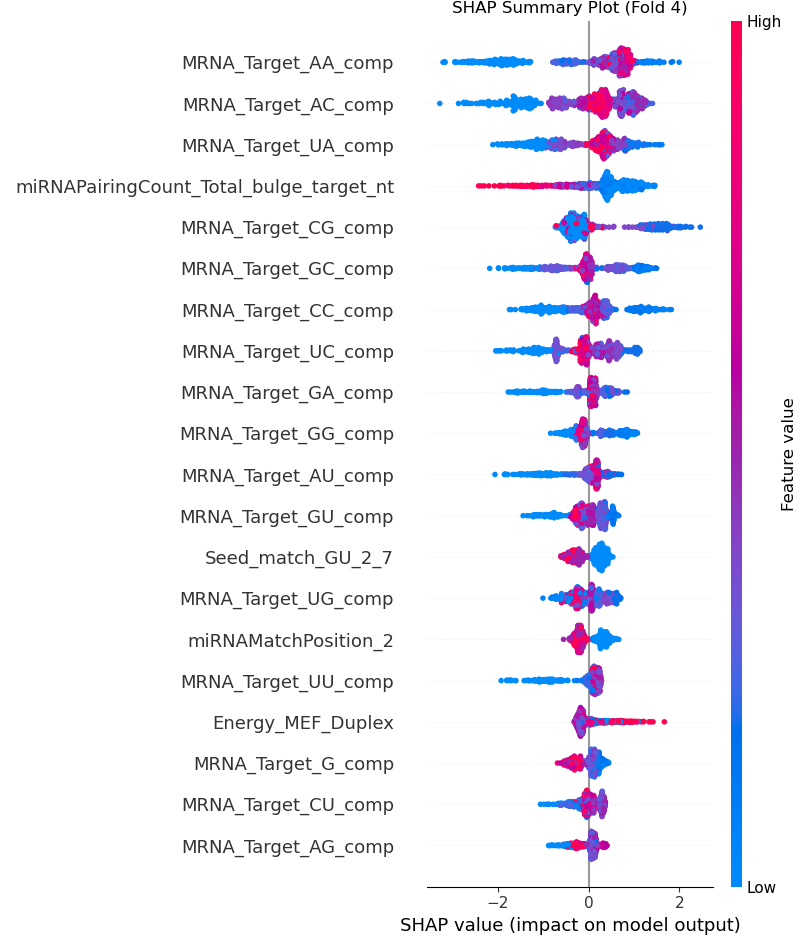 SHAP Summary Plot (Fold 4)
High
MRNA_Target_AA_comp
MRNA_Target_AC_comp
MRNA_Target_UA_comp
miRNAPairingCount_Total_bulge_target_nt
MRNA_Target_CG_comp
MRNA_Target_GC_comp
MRNA_Target_CC_comp
MRNA_Target_UC_comp
MRNA_Target_GA_comp
MRNA_Target_GG_comp
MRNA_Target_AU_comp
MRNA_Target_GU_comp
Seed_match_GU_2_7
MRNA_Target_UG_comp
miRNAMatchPosition_2
MRNA_Target_UU_comp
Energy_MEF_Duplex
MRNA_Target_G_comp
MRNA_Target_CU_comp
MRNA_Target_AG_comp
Feature value
Low
−2 0 2
SHAP value (impact on model output)